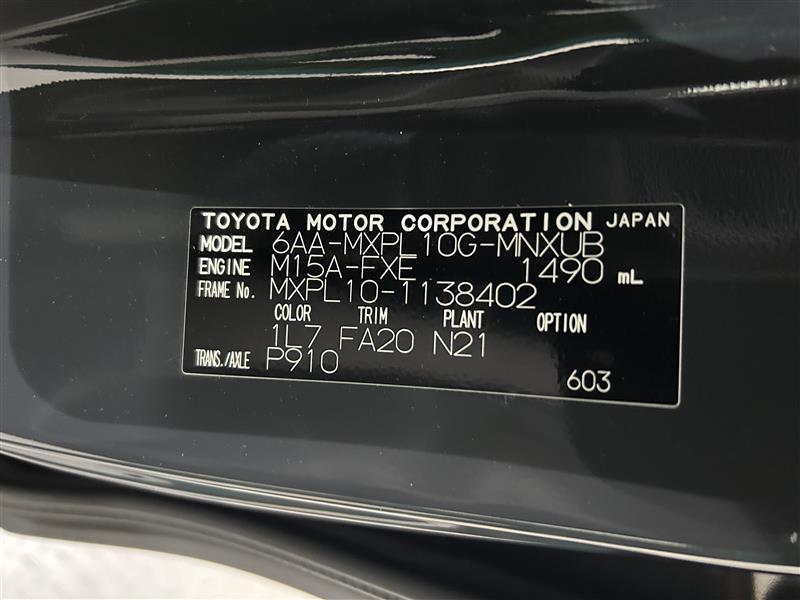 TOYOTA MOTOR CORPORATION JAPAN
MODEL 6AA-MXPL10G-MNXUB
ENGINE M15A-FXE 1490 mL
FRAME No. MXPL10-1138402
COLOR TRIM PLANT OPTION
1L7 FA20 N21
TRANS./AXLE P910
603